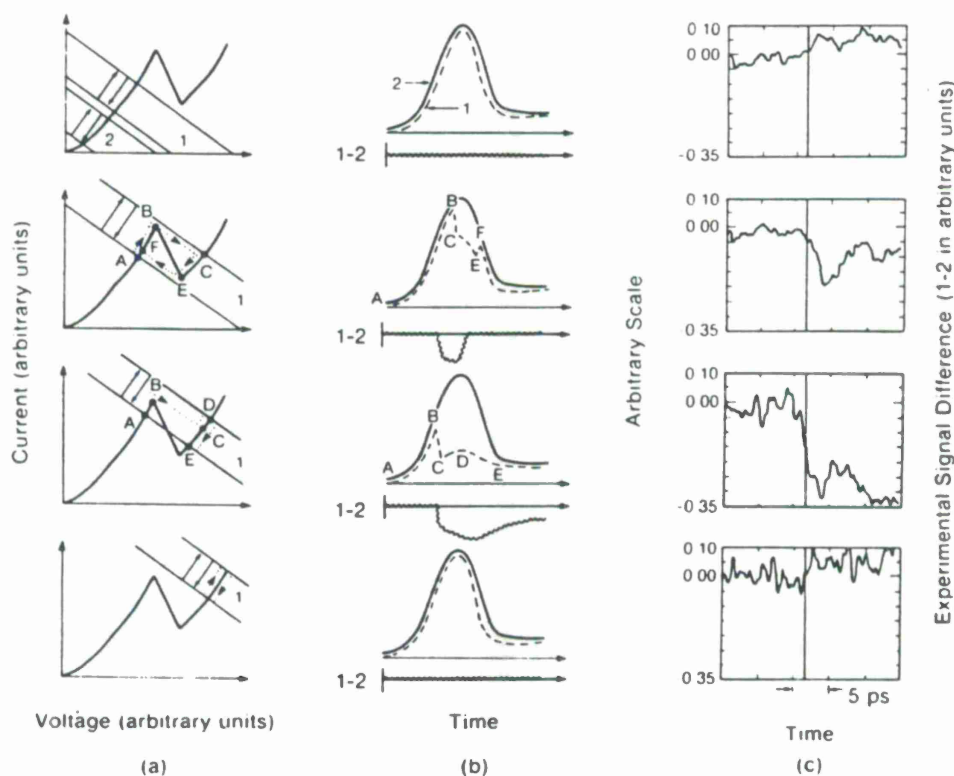 2
1
2
1
1-2
0 10
0 00
-0 35
B
F
A
C
E
1
B
F
C
E
A
1-2
0 10
0 00
0 35
B
D
A
C
E
1
B
C
D
E
A
1-2
0 10
0 00
-0.35
1
1-2
0 10
0 00
0 35
5 ps
Current (arbitrary units)
Arbitrary Scale
Experimental Signal Difference (1-2 in arbitrary units)
Voltage (arbitrary units)
Time
Time
(a)
(b)
(c)